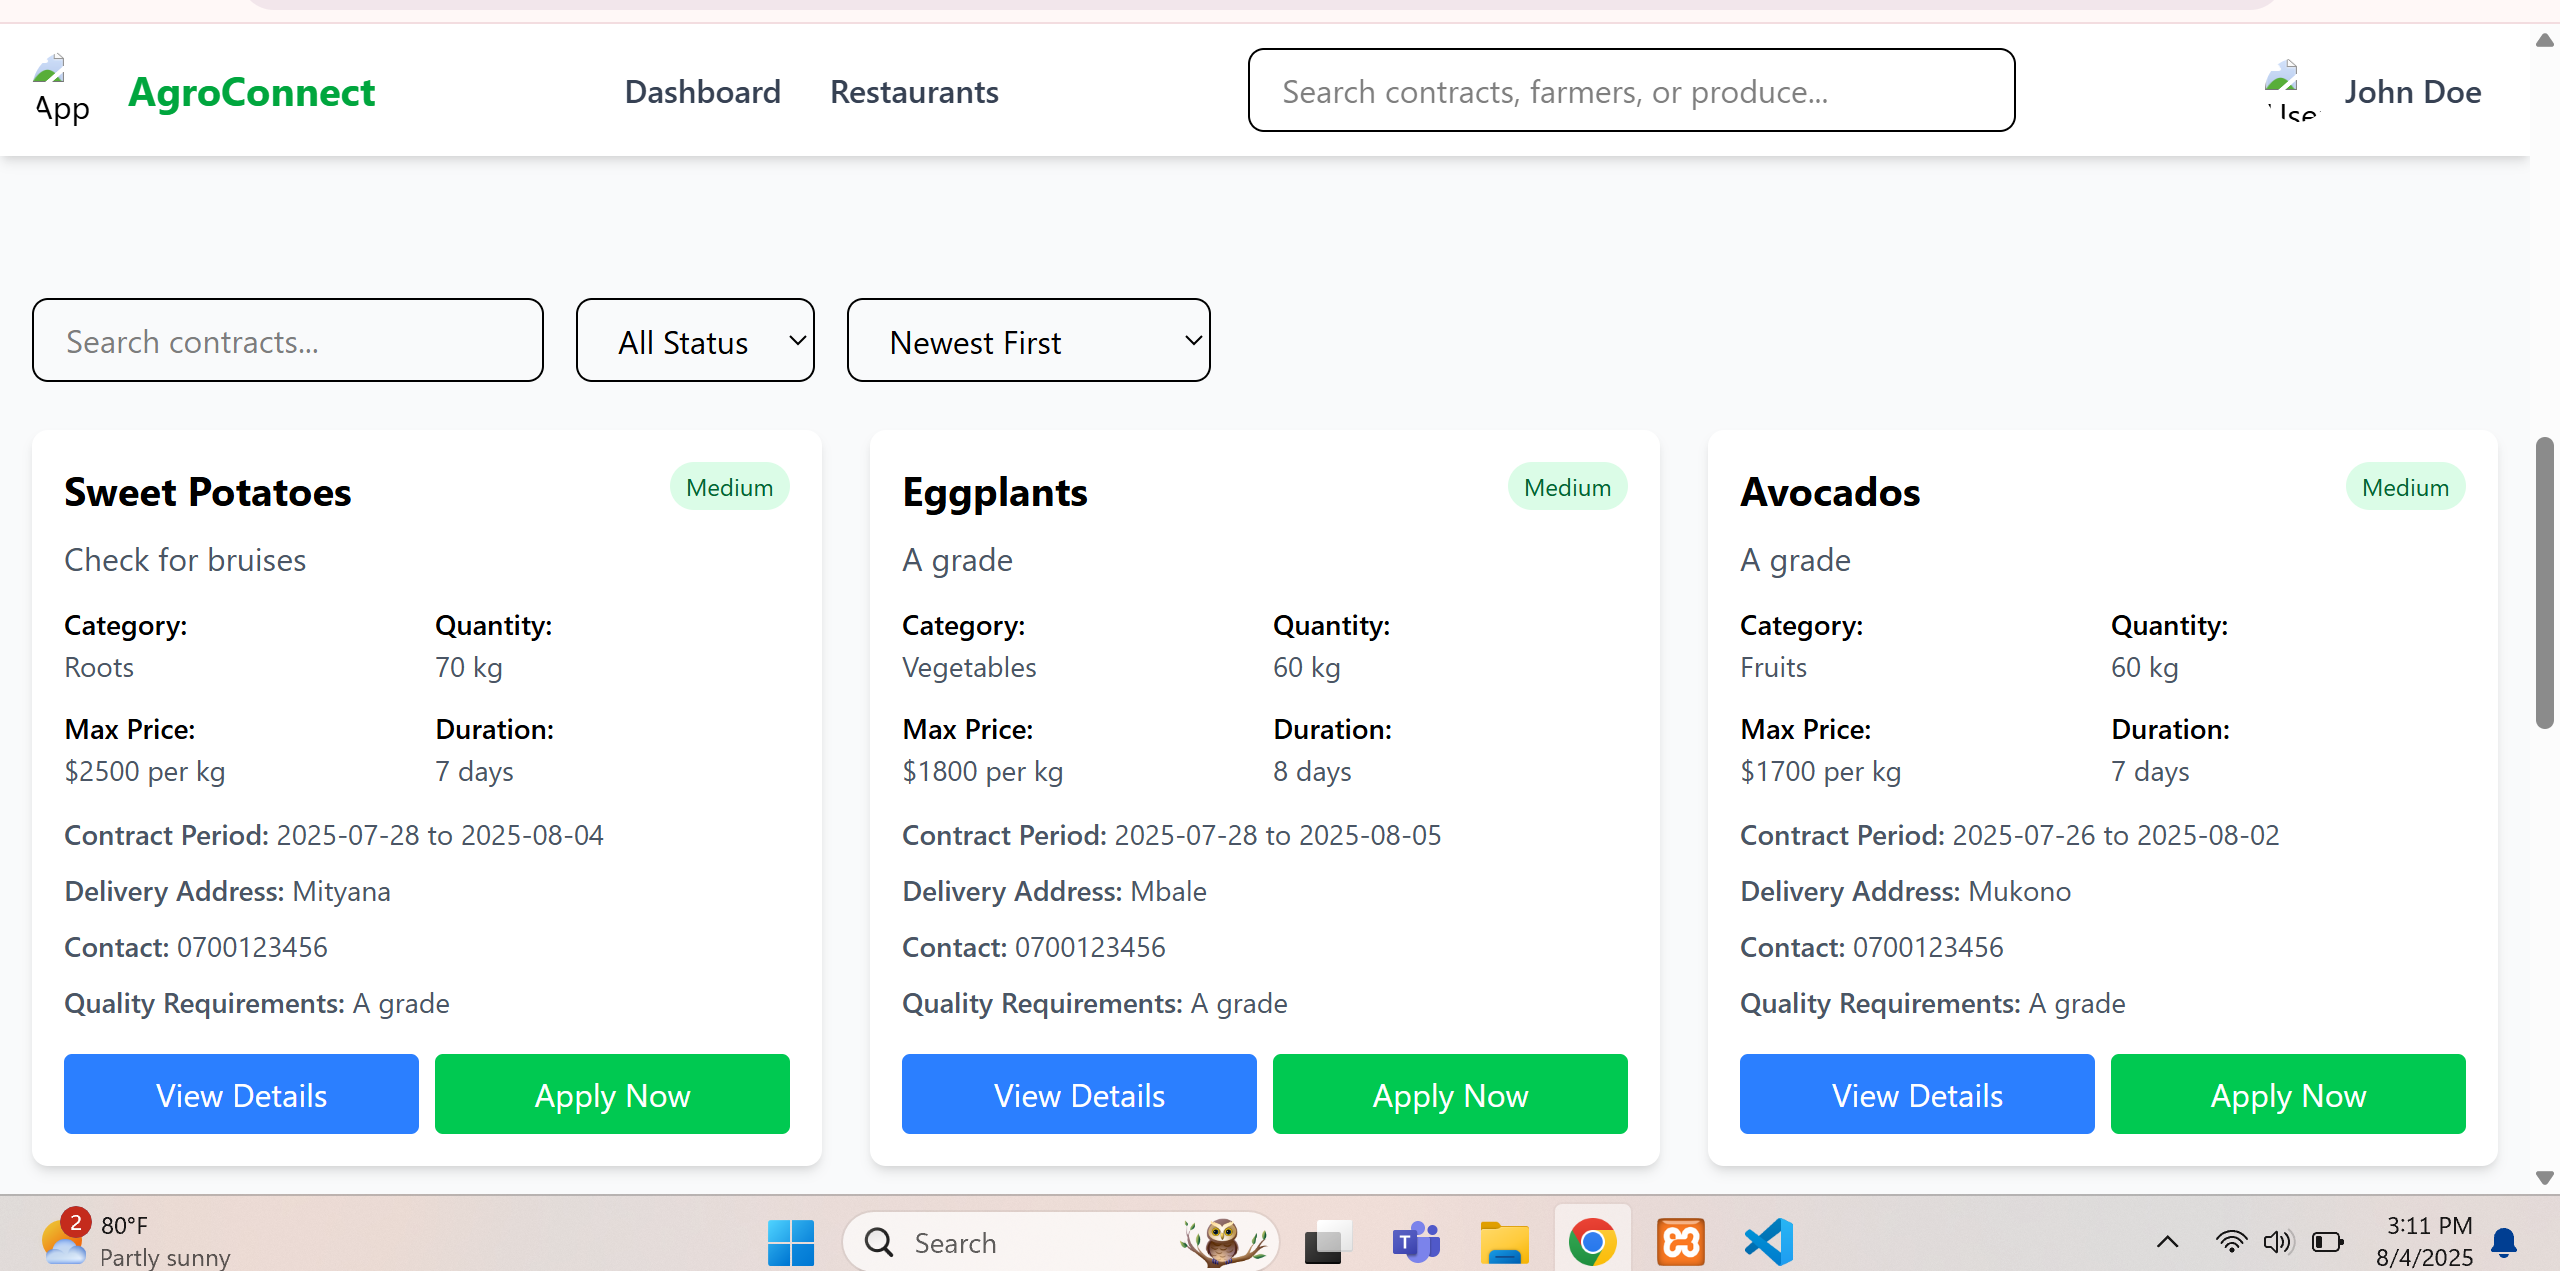 App
AgroConnect
Dashboard
Restaurants
Search contracts, farmers, or produce...
John Doe
Search contracts...
All Status
Newest First
Sweet Potatoes
Medium
Check for bruises
Category:
Quantity:
Roots
70 kg
Max Price:
Duration:
$2500 per kg
7 days
Contract Period: 2025-07-28 to 2025-08-04
Delivery Address: Mityana
Contact: 0700123456
Quality Requirements: A grade
View Details
Apply Now
Eggplants
Medium
A grade
Category:
Quantity:
Vegetables
60 kg
Max Price:
Duration:
$1800 per kg
8 days
Contract Period: 2025-07-28 to 2025-08-05
Delivery Address: Mbale
Contact: 0700123456
Quality Requirements: A grade
View Details
Apply Now
Avocados
Medium
A grade
Category:
Quantity:
Fruits
60 kg
Max Price:
Duration:
$1700 per kg
7 days
Contract Period: 2025-07-26 to 2025-08-02
Delivery Address: Mukono
Contact: 0700123456
Quality Requirements: A grade
View Details
Apply Now
2
80°F
Partly sunny
Search
T
3:11 PM
8/4/2025